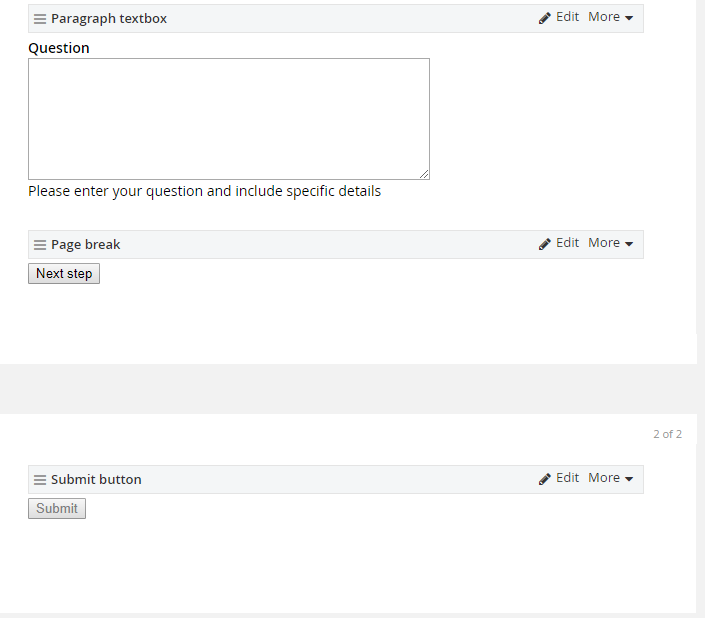 Paragraph textbox Edit More
Question
Please enter your question and include specific details
Page break Edit More
Next step
2 of 2
Submit button Edit More
Submit